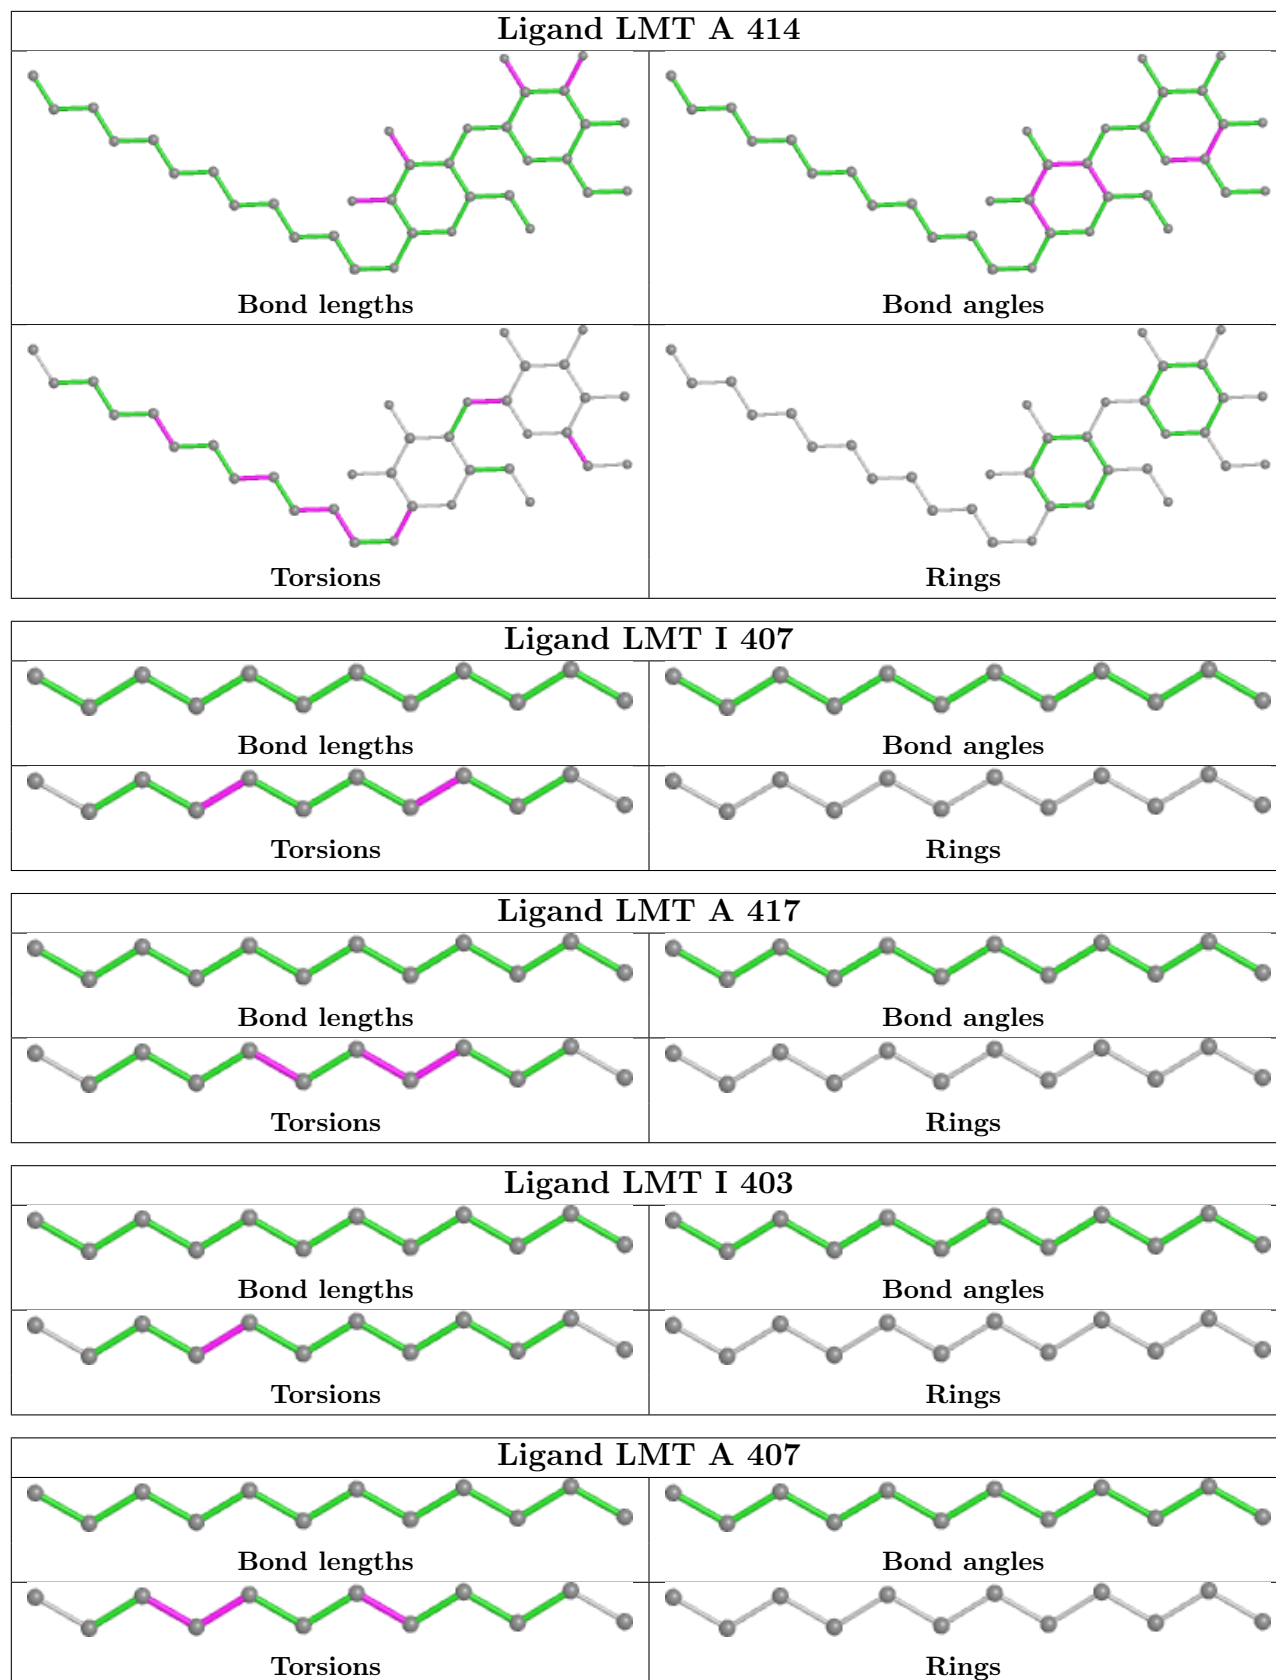 Ligand LMT A 414
Bond lengths
Bond angles
Torsions
Rings
Ligand LMT I 407
Bond lengths
Bond angles
Torsions
Rings
Ligand LMT A 417
Bond lengths
Bond angles
Torsions
Rings
Ligand LMT I 403
Bond lengths
Bond angles
Torsions
Rings
Ligand LMT A 407
Bond lengths
Bond angles
Torsions
Rings